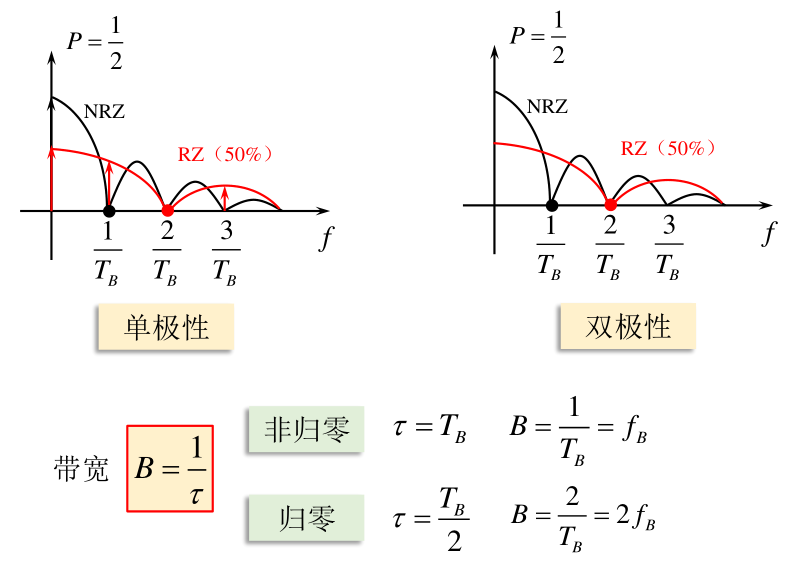 P = 1/2
NRZ
RZ（50%）
1/T_B 2/T_B 3/T_B f
单极性
P = 1/2
NRZ
RZ（50%）
1/T_B 2/T_B 3/T_B f
双极性
带宽 B = 1/τ
非归零 τ = T_B B = 1/T_B = f_B
归零 τ = T_B/2 B = 2/T_B = 2f_B